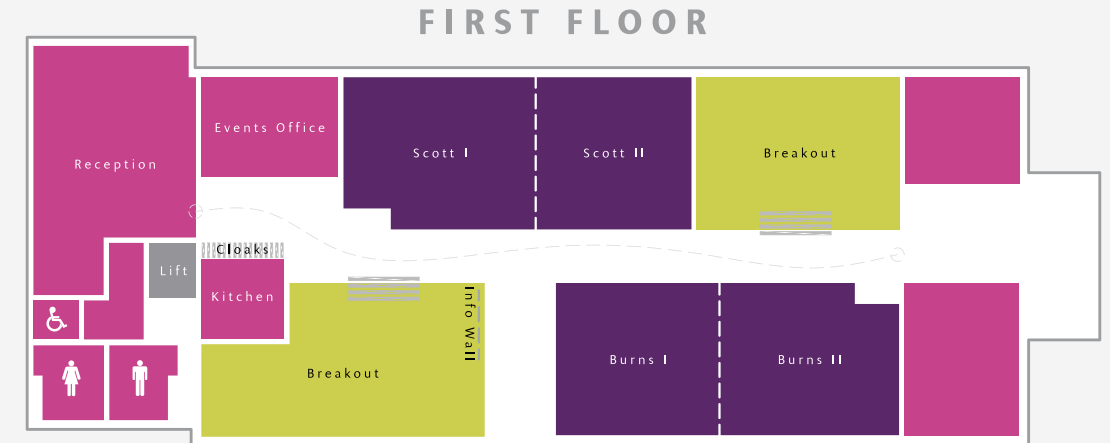 FIRST FLOOR
Events Office
Scott I
Scott II
Breakout
Reception
Cloaks
Lift
Kitchen
Info Wall
Breakout
Burns I
Burns II